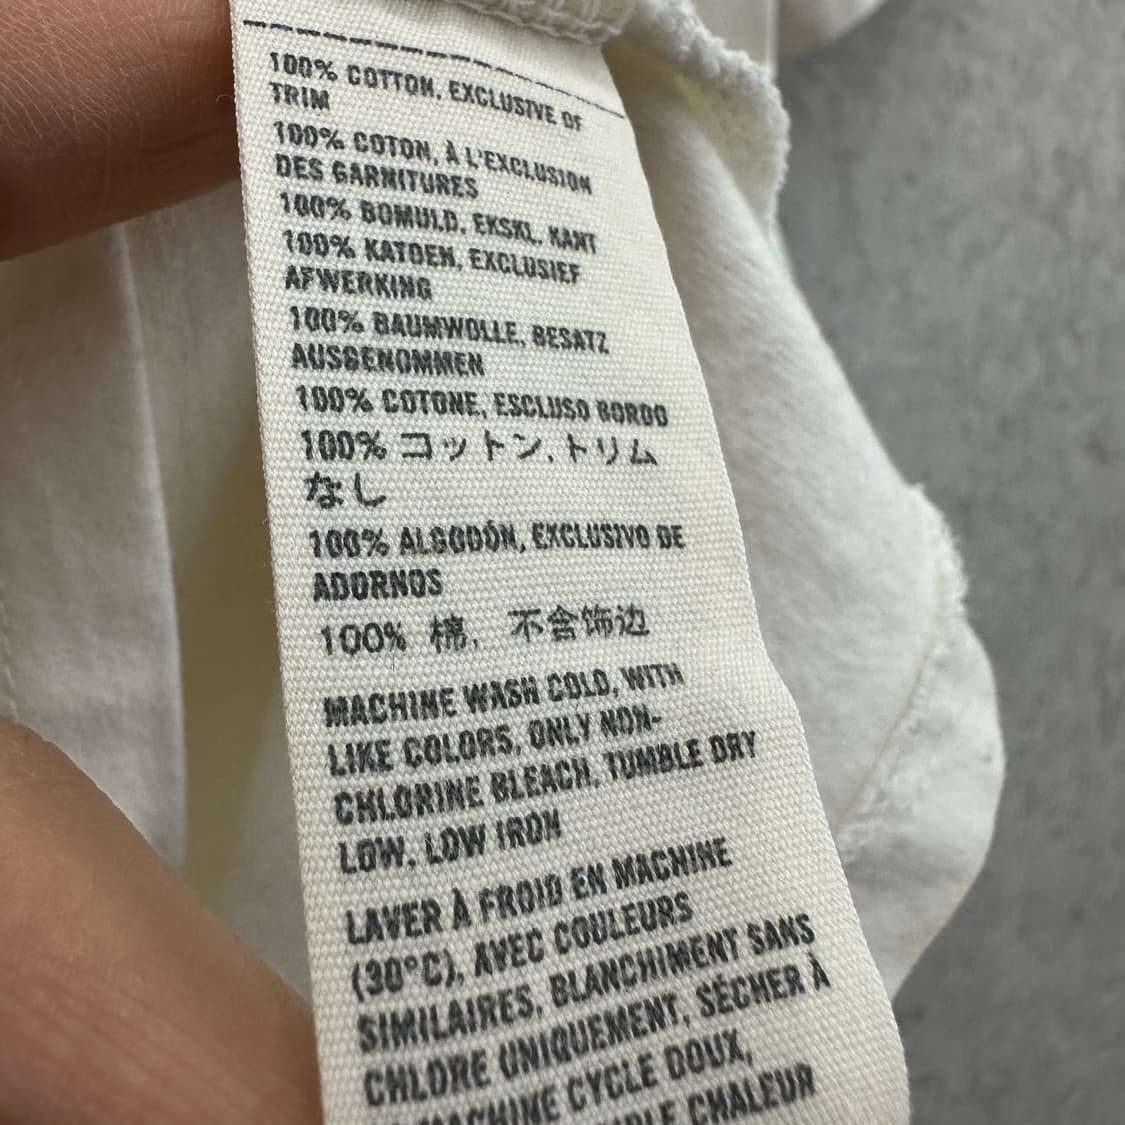 100% COTTON, EXCLUSIVE OF
TRIM
100% COTON, À L'EXCLUSION
DES GARNITURES
100% BOMULD, EKSKL. KANT
100% KATOEN, EXCLUSIEF
AFWERKING
100% BAUMWOLLE, BESATZ
AUSGENOMMEN
100% COTONE, ESCLUSO BORDO
100% コットン, トリム
なし
100% ALGODÓN, EXCLUSIVO DE
ADORNOS
100% 棉, 不含饰边
MACHINE WASH COLD, WITH
LIKE COLORS, ONLY NON-
CHLORINE BLEACH, TUMBLE DRY
LOW, LOW IRON
LAVER À FROID EN MACHINE
(30°C), AVEC COULEURS
SIMILAIRES, BLANCHIMENT SANS
CHLORE UNIQUEMENT, SÉCHER À
MACHINE CYCLE DOUX,
CHALEUR